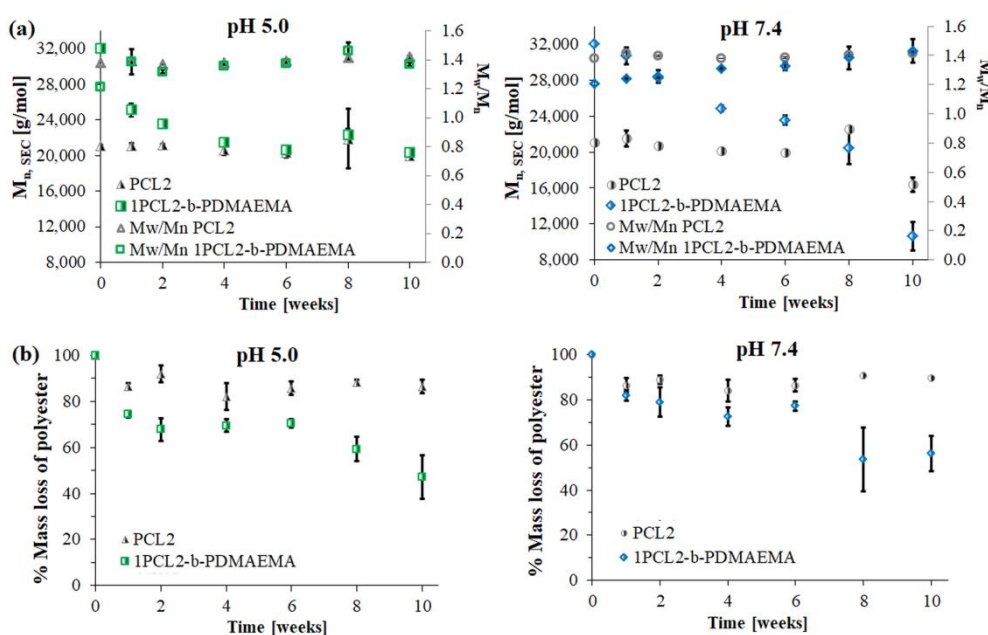 (a)
pH 5.0
32,000
28,000
24,000
20,000
16,000
12,000
8,000
Mn, SEC [g/mol]
1.6
1.4
1.2
1.0
0.8
0.6
0.4
0.2
0.0
Mw/Mn
PCL2
1PCL2-b-PDMAEMA
Mw/Mn PCL2
Mw/Mn 1PCL2-b-PDMAEMA
0 2 4 6 8 10
Time [weeks]
pH 7.4
32,000
28,000
24,000
20,000
16,000
12,000
8,000
Mn, SEC [g/mol]
1.6
1.4
1.2
1.0
0.8
0.6
0.4
0.2
0.0
Mw/Mn
PCL2
1PCL2-b-PDMAEMA
Mw/Mn PCL2
Mw/Mn 1PCL2-b-PDMAEMA
0 2 4 6 8 10
Time [weeks]
(b)
pH 5.0
100
80
60
40
20
0
% Mass loss of polyester
PCL2
1PCL2-b-PDMAEMA
0 2 4 6 8 10
Time [weeks]
pH 7.4
100
80
60
40
20
0
% Mass loss of polyester
PCL2
1PCL2-b-PDMAEMA
0 2 4 6 8 10
Time [weeks]